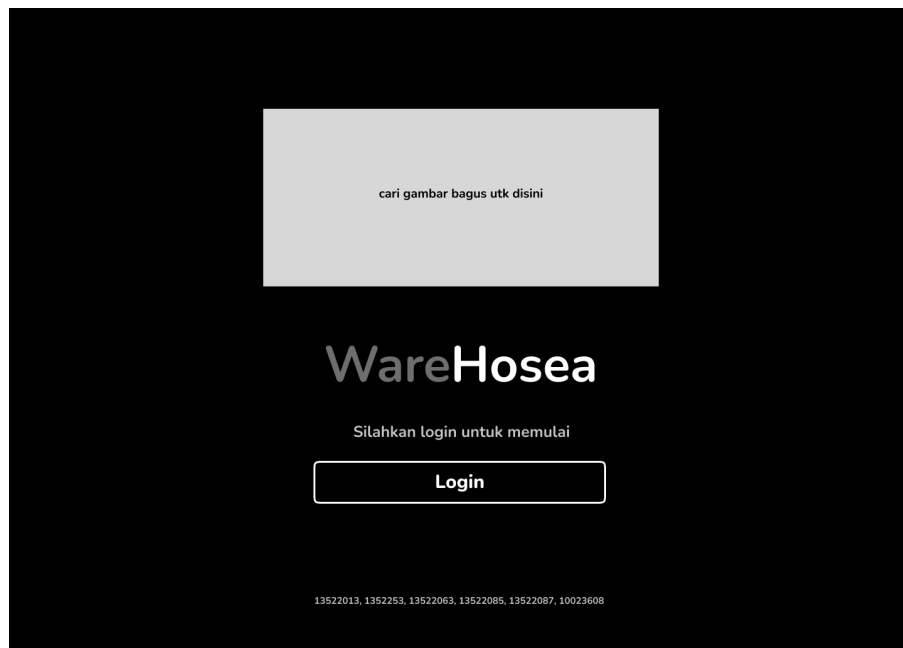 cari gambar bagus utk disini
WareHosea
Silahkan login untuk memulai
Login
13522013, 1352253, 13522063, 13522085, 13522087, 10023608